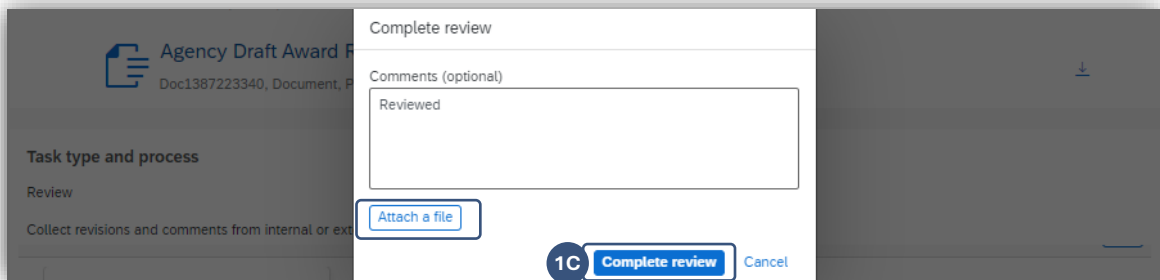 Complete review
Agency Draft Award R
Doc1387223340, Document, P
Comments (optional)
Reviewed
Task type and process
Review
Collect revisions and comments from internal or ext
Attach a file
1C Complete review Cancel